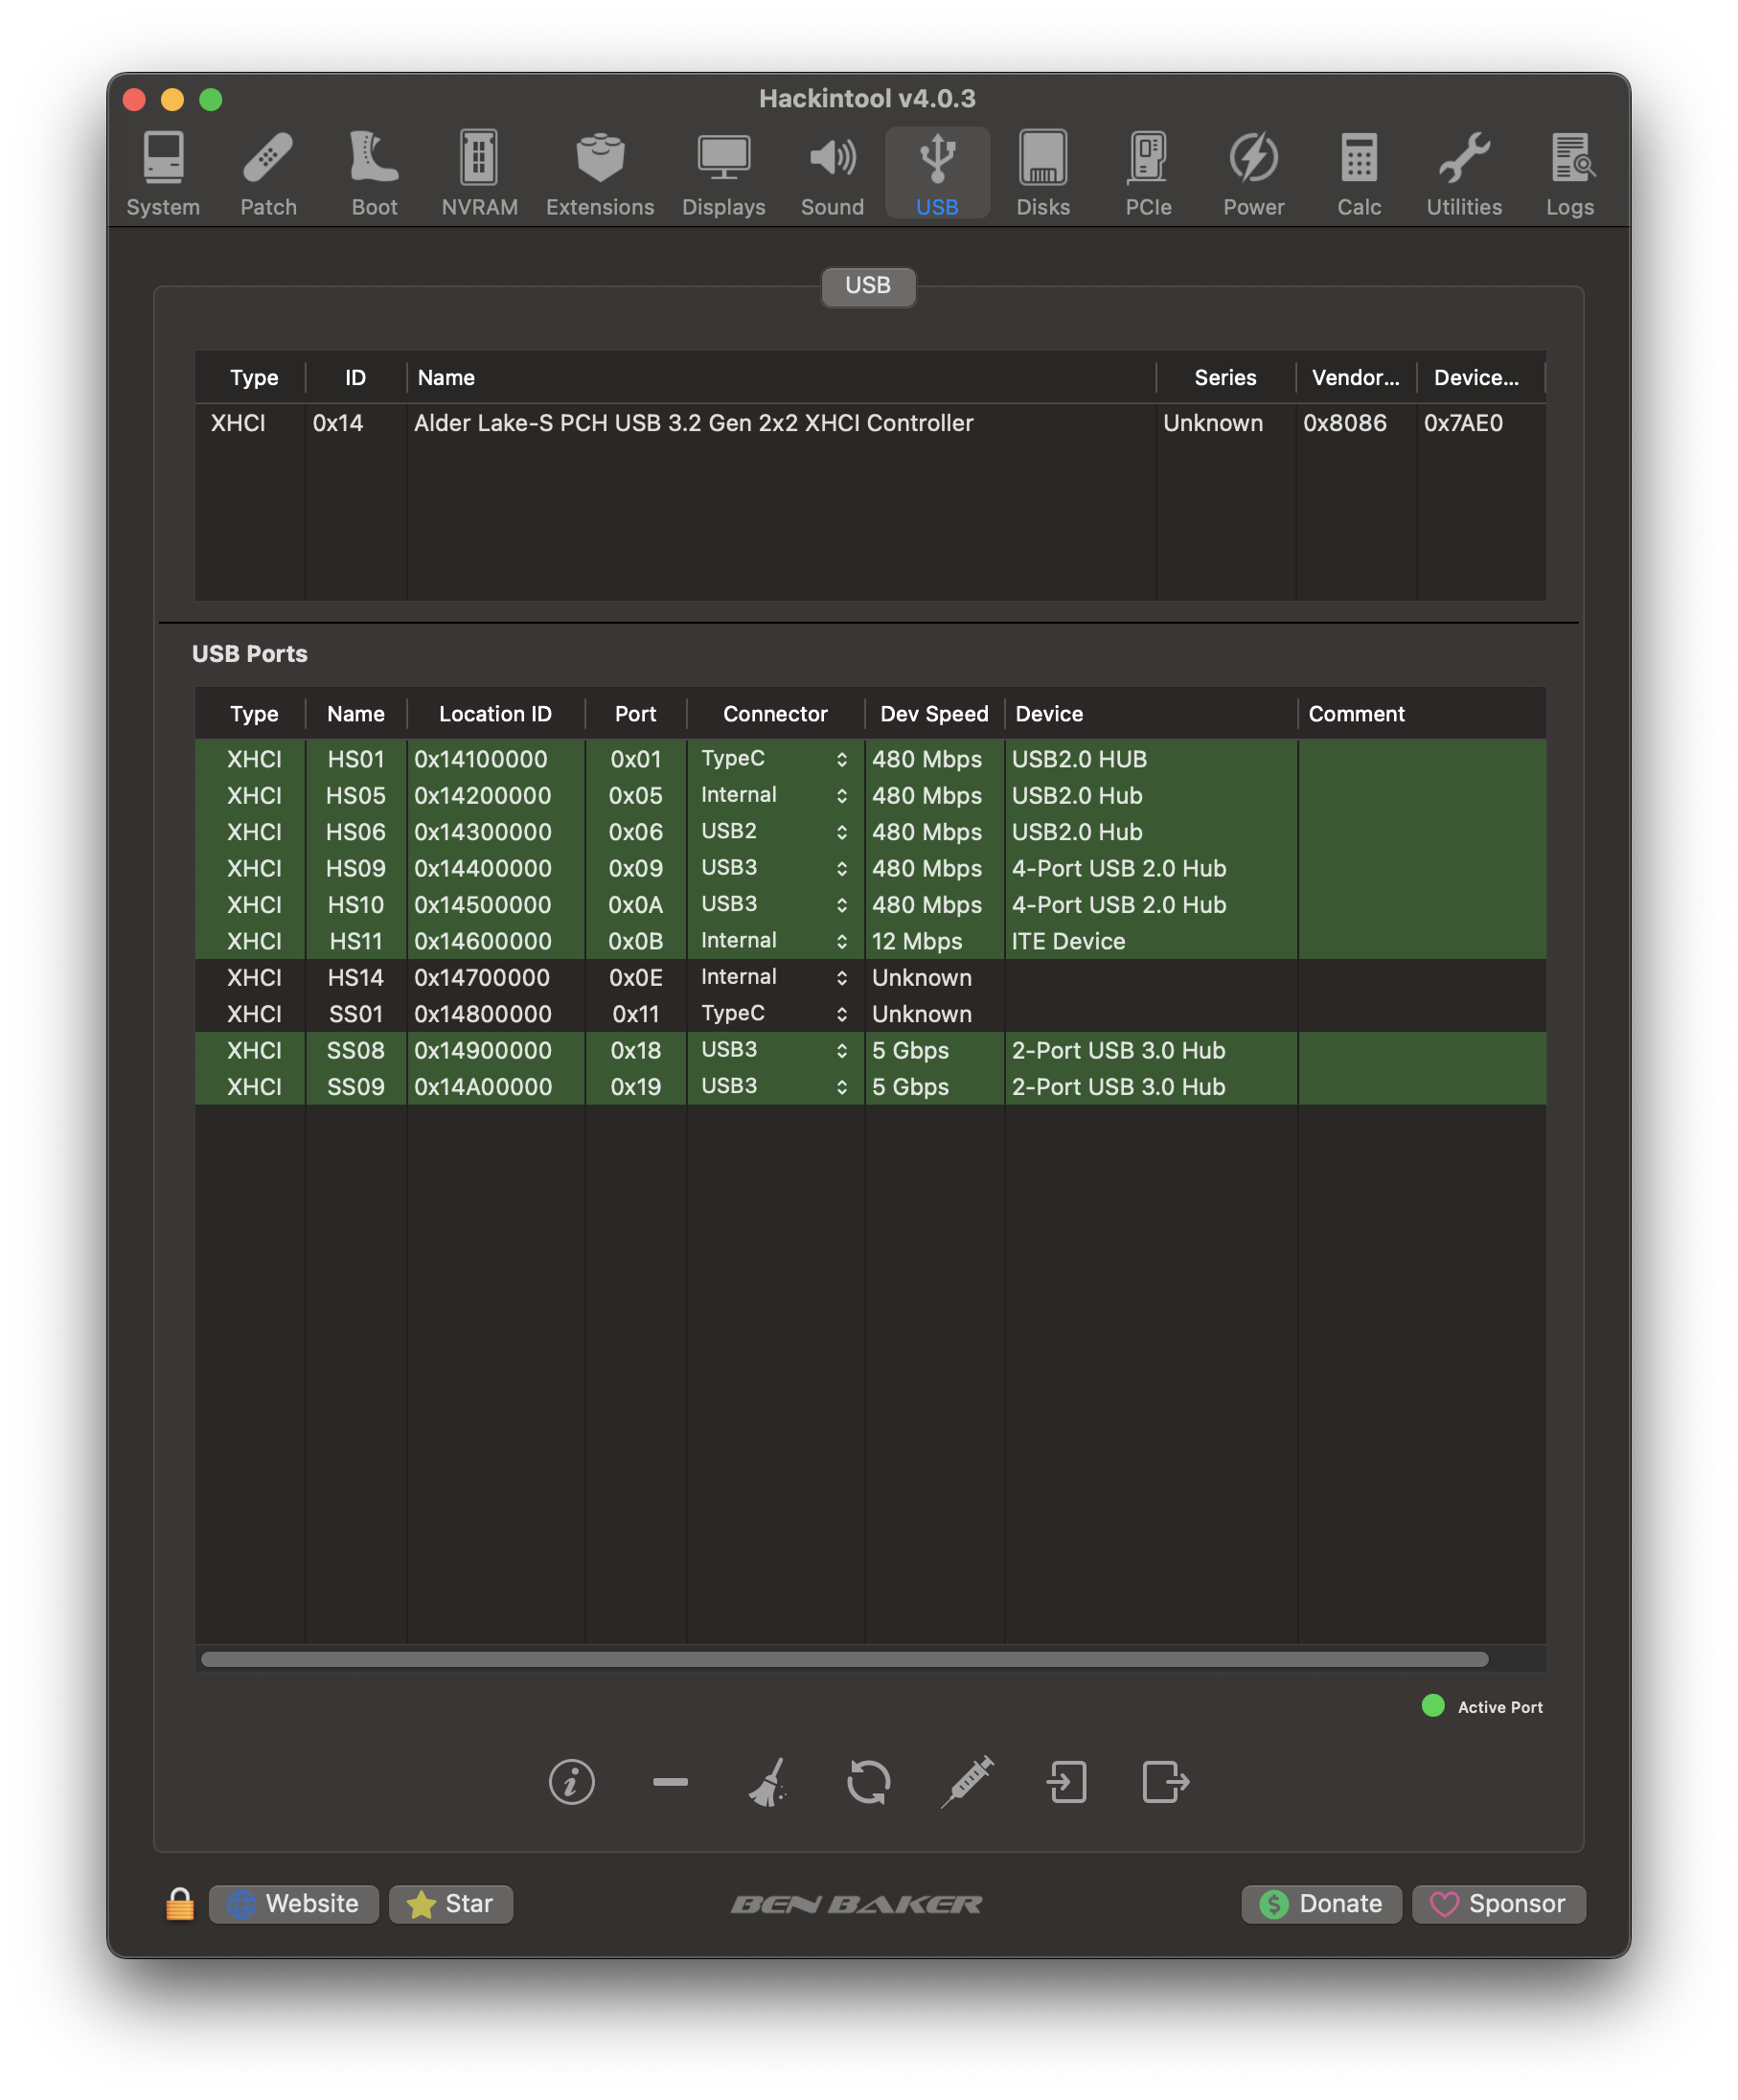 Hackintool v4.0.3
System Patch Boot NVRAM Extensions Displays Sound USB Disks PCIe Power Calc Utilities Logs
USB
Type ID Name Series Vendor... Device...
XHCI 0x14 Alder Lake-S PCH USB 3.2 Gen 2x2 XHCI Controller Unknown 0x8086 0x7AE0
USB Ports
Type Name Location ID Port Connector Dev Speed Device Comment
XHCI HS01 0x14100000 0x01 TypeC 480 Mbps USB2.0 HUB
XHCI HS05 0x14200000 0x05 Internal 480 Mbps USB2.0 Hub
XHCI HS06 0x14300000 0x06 USB2 480 Mbps USB2.0 Hub
XHCI HS09 0x14400000 0x09 USB3 480 Mbps 4-Port USB 2.0 Hub
XHCI HS10 0x14500000 0x0A USB3 480 Mbps 4-Port USB 2.0 Hub
XHCI HS11 0x14600000 0x0B Internal 12 Mbps ITE Device
XHCI HS14 0x14700000 0x0E Internal Unknown
XHCI SS01 0x14800000 0x11 TypeC Unknown
XHCI SS08 0x14900000 0x18 USB3 5 Gbps 2-Port USB 3.0 Hub
XHCI SS09 0x14A00000 0x19 USB3 5 Gbps 2-Port USB 3.0 Hub
Active Port
Website Star BEN BAKER Donate Sponsor